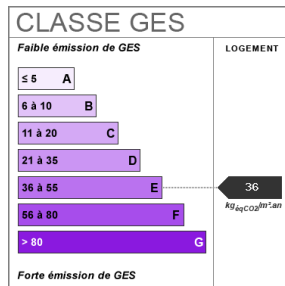 CLASSE GES
Faible émission de GES
LOGEMENT
≤ 5 A
6 à 10 B
11 à 20 C
21 à 35 D
36 à 55 E
36
kgéqCO2/m².an
56 à 80 F
> 80 G
Forte émission de GES